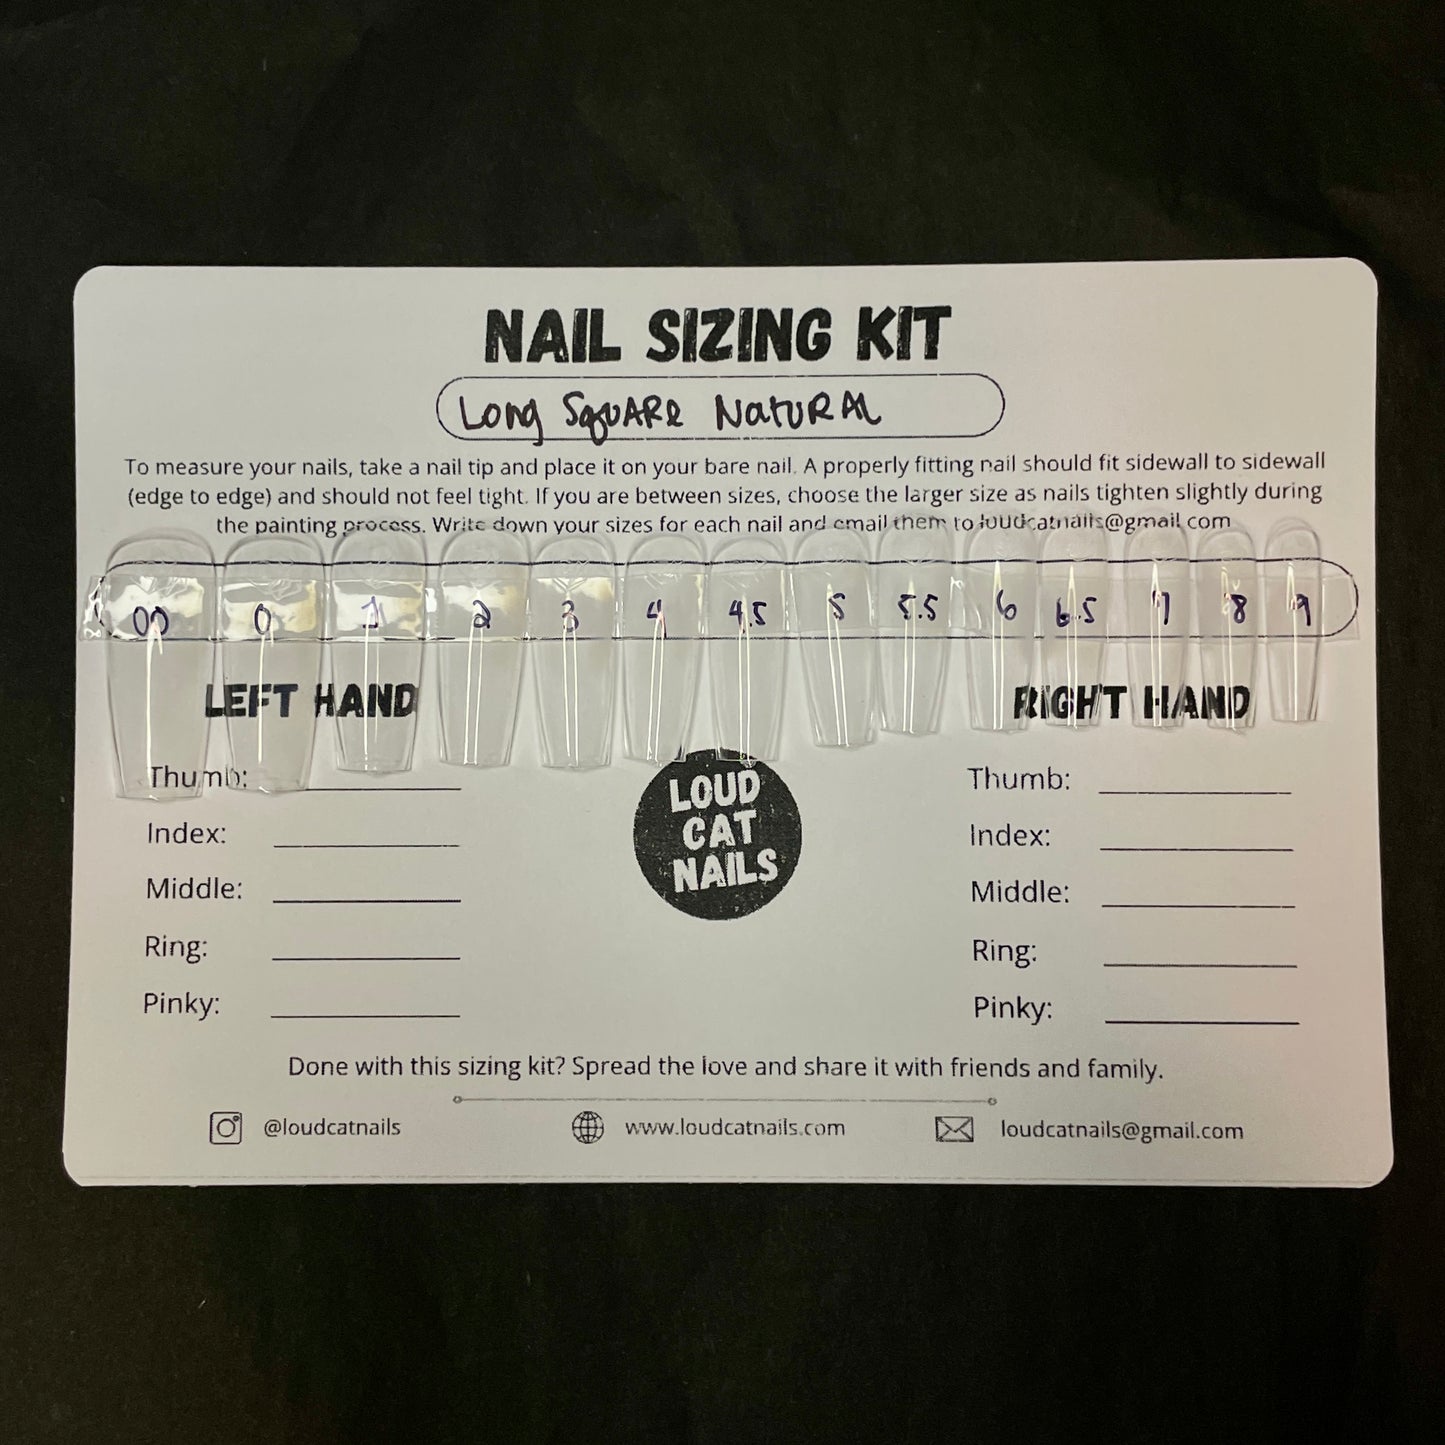 NAIL SIZING KIT
Long Square Natural
To measure your nails, take a nail tip and place it on your bare nail. A properly fitting nail should fit sidewall to sidewall
(edge to edge) and should not feel tight. If you are between sizes, choose the larger size as nails tighten slightly during
the painting process. Write down your sizes for each nail and email them to loudcatnails@gmail.com
00 0 1 2 3 4 4.5 5 5.5 6 6.5 7 8 9
LEFT HAND
Thumb:
Index:
Middle:
Ring:
Pinky:
LOUD
CAT
NAILS
RIGHT HAND
Thumb:
Index:
Middle:
Ring:
Pinky:
Done with this sizing kit? Spread the love and share it with friends and family.
@loudcatnails www.loudcatnails.com loudcatnails@gmail.com